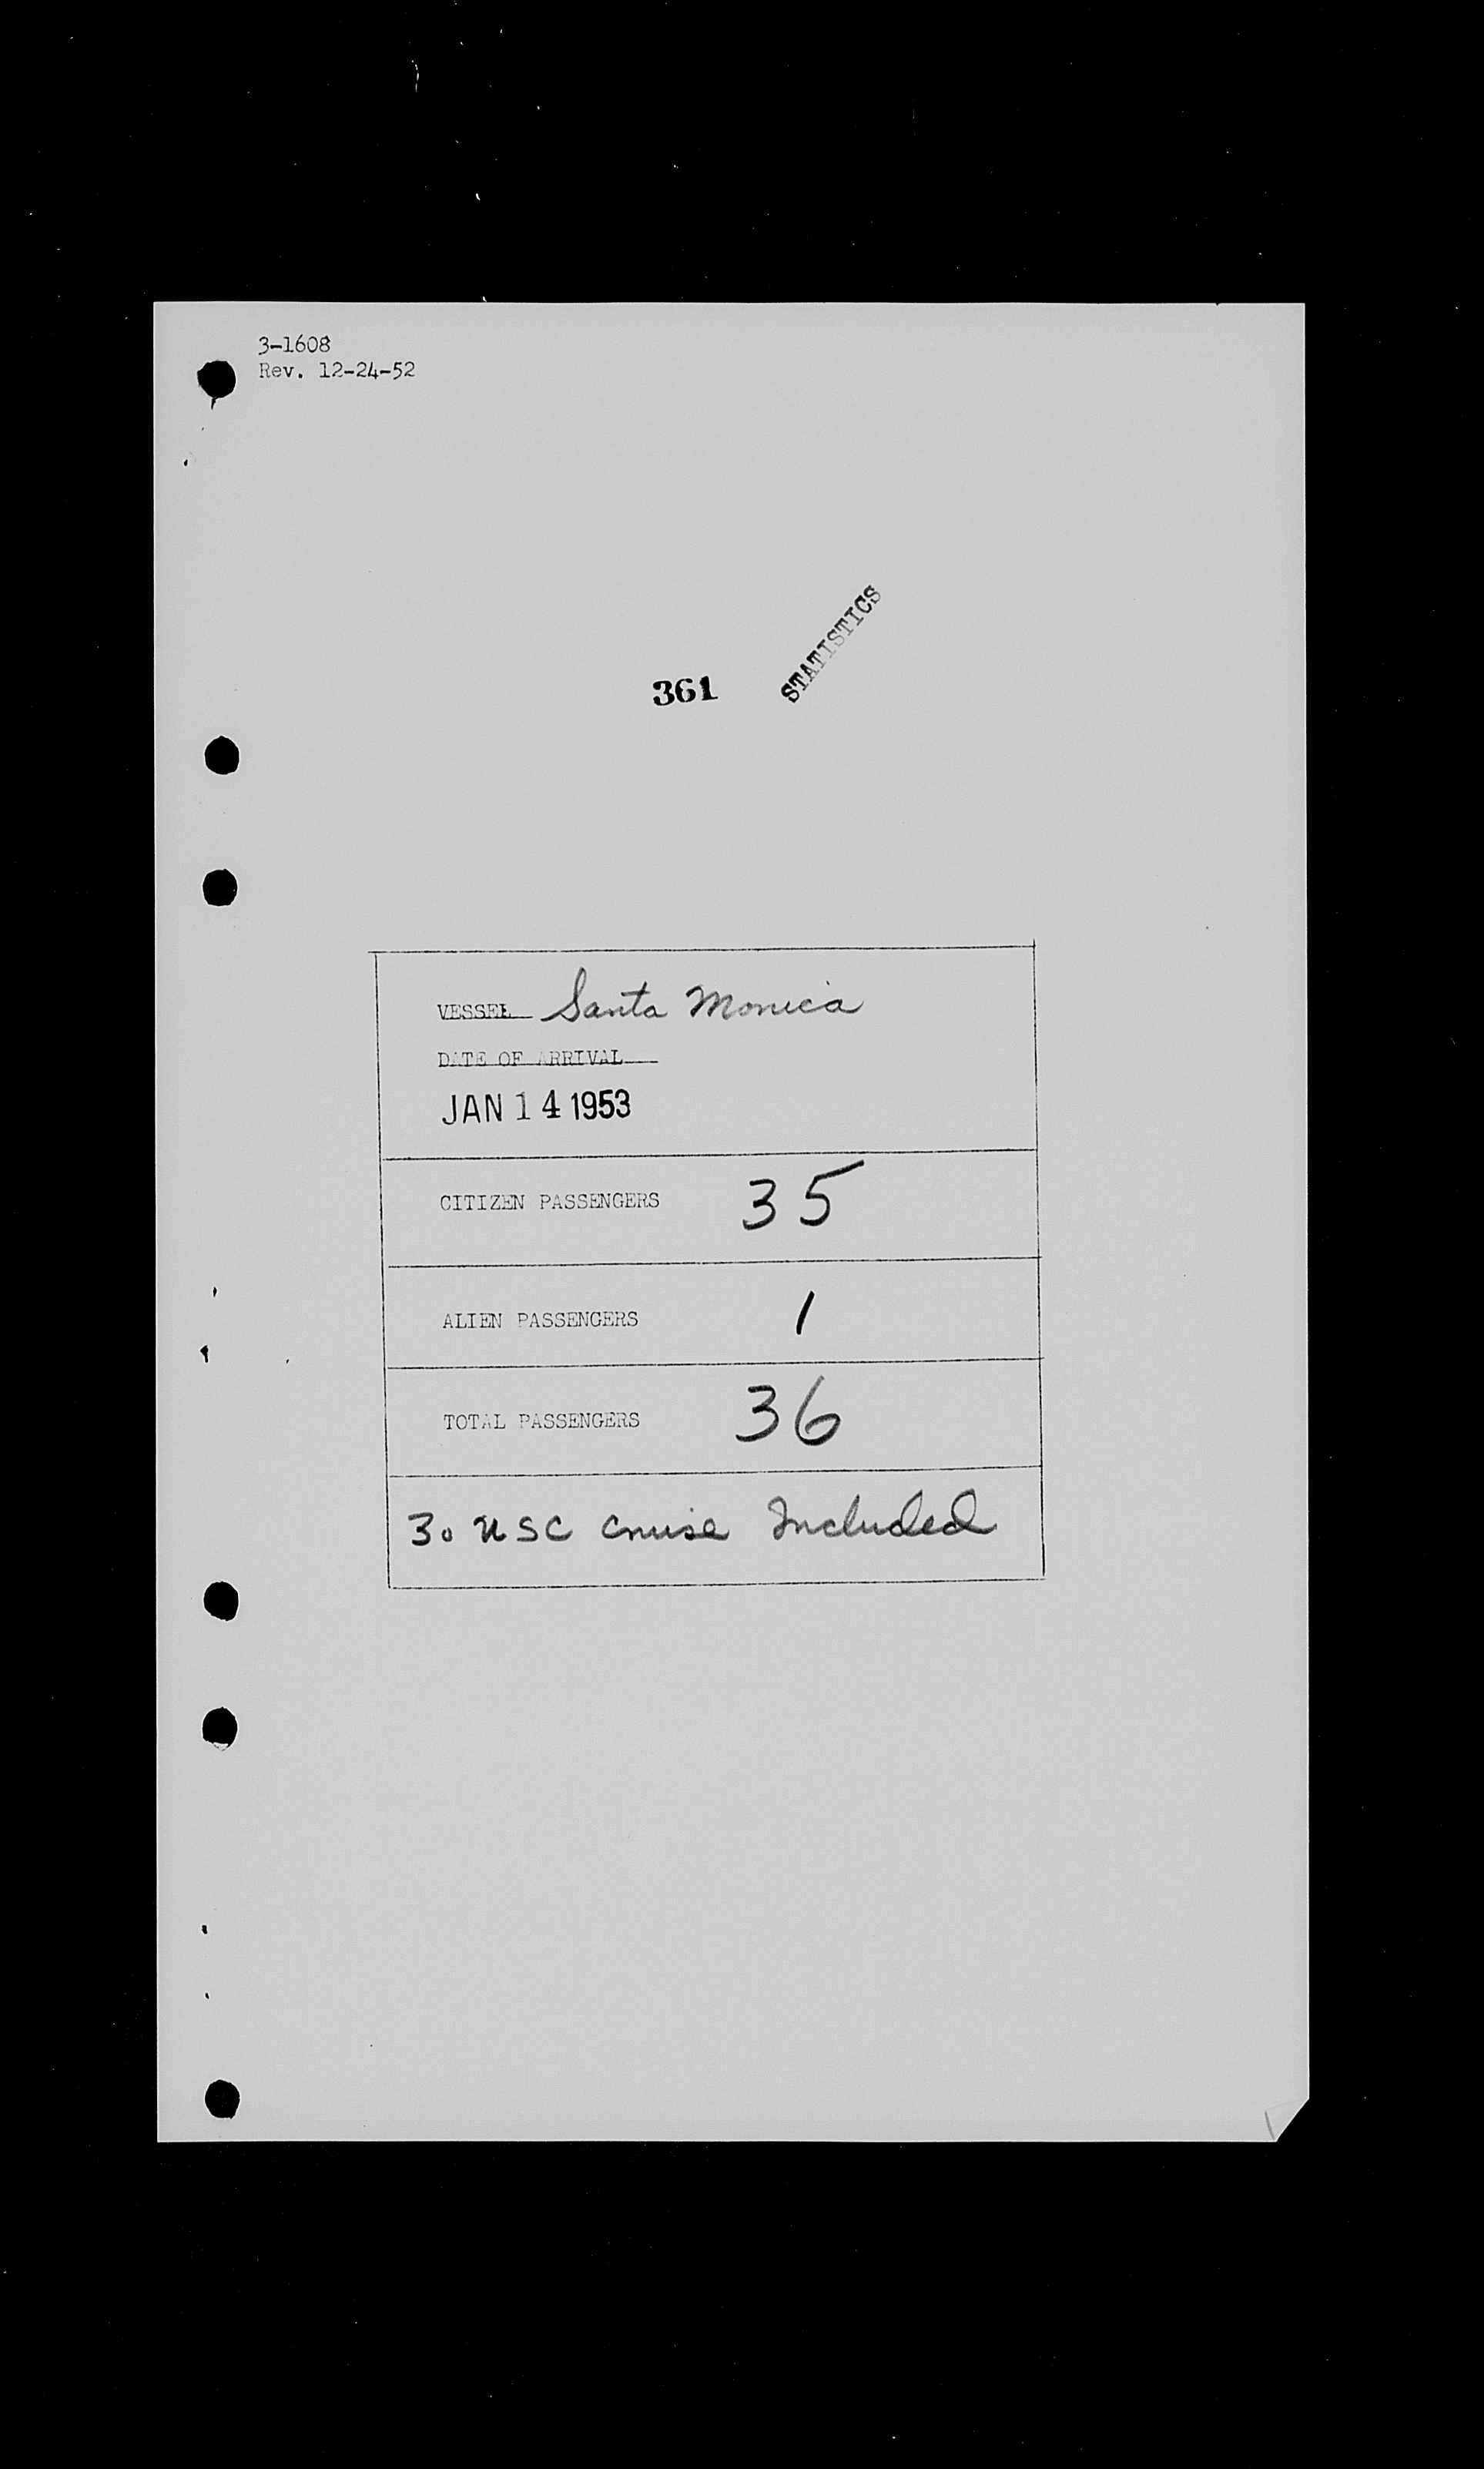 3-1608
Rev. 12-24-52
STATISTICS
361
VESSEL Santa Monica
DATE OF ARRIVAL
JAN 14 1953
CITIZEN PASSENGERS 35
ALIEN PASSENGERS 1
TOTAL PASSENGERS 36
30 USC Cruise Included